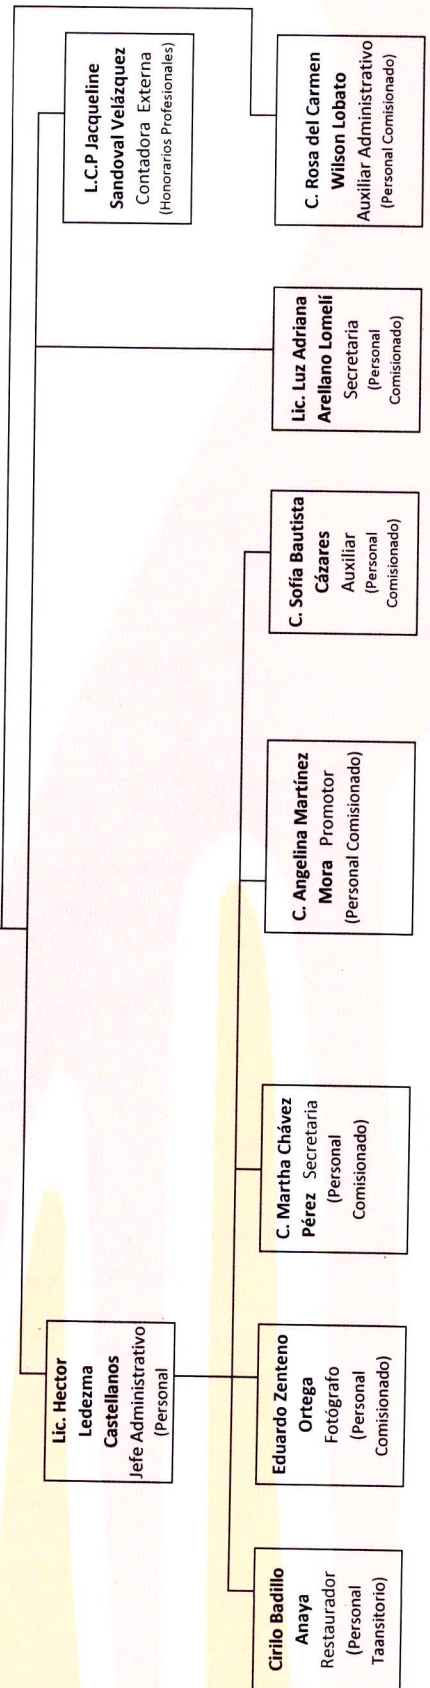 L.C.P Jacqueline
Sandoval Velázquez
Contadora Externa
(Honorarios Profesionales)
Lic. Hector
Ledezma
Castellanos
Jefe Administrativo
(Personal
Cirilo Badillo
Anaya
Restaurador
(Personal
Taansitorio)
Eduardo Zenteno
Ortega
Fotógrafo
(Personal
Comisionado)
C. Martha Chávez
Pérez Secretaria
(Personal
Comisionado)
C. Angelina Martínez
Mora Promotor
(Personal Comisionado)
C. Sofía Bautista
Cázares
Auxiliar
(Personal
Comisionado)
Lic. Luz Adriana
Arellano Lomelí
Secretaria
(Personal
Comisionado)
C. Rosa del Carmen
Wilson Lobato
Auxiliar Administrativo
(Personal Comisionado)